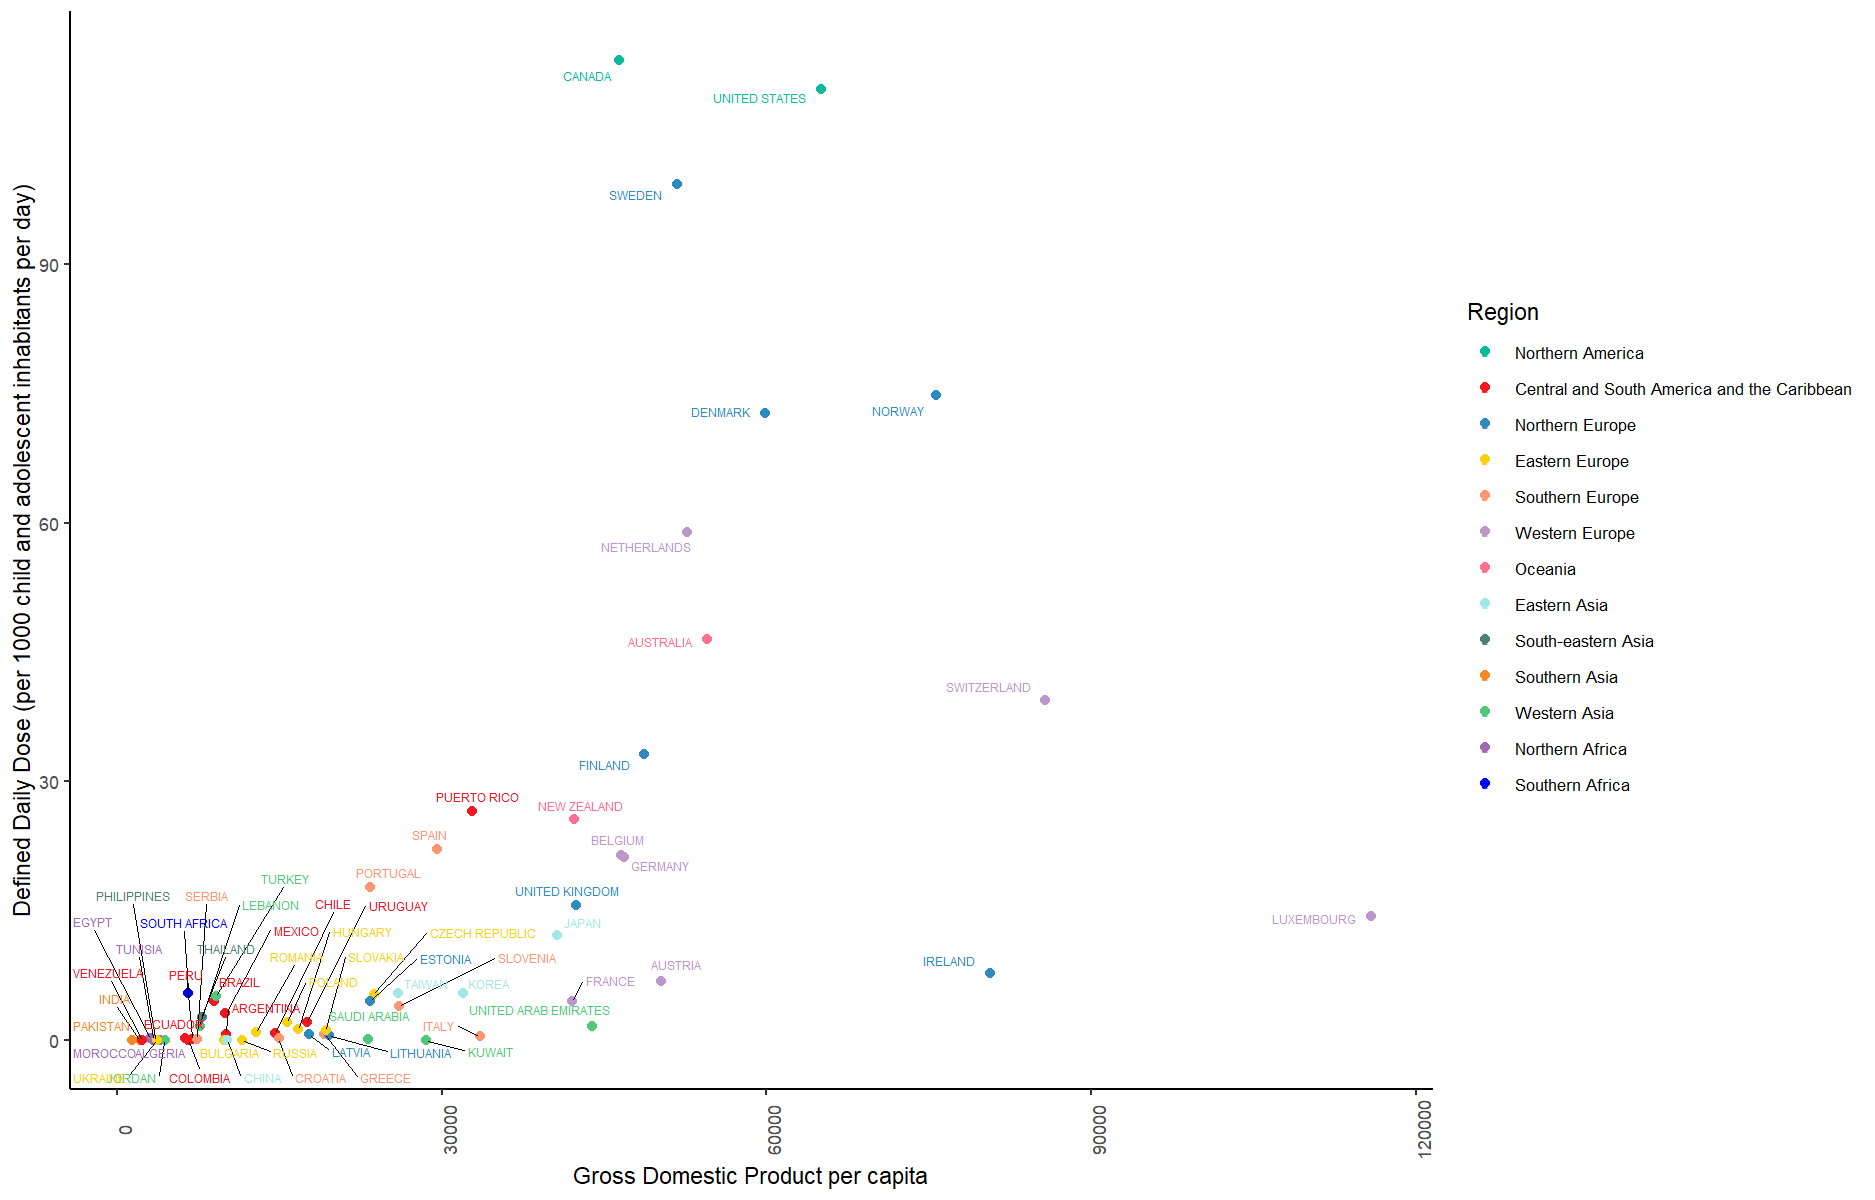 CANADA
UNITED STATES
SWEDEN
Defined Daily Dose (per 1000 child and adolescent inhabitants per day)
90
60
30
0
DENMARK
NORWAY
NETHERLANDS
AUSTRALIA
SWITZERLAND
FINLAND
PUERTO RICO
NEW ZEALAND
SPAIN
BELGIUM
GERMANY
PORTUGAL
TURKEY
UNITED KINGDOM
PHILIPPINES
SERBIA
LEBANON
CHILE
URUGUAY
LUXEMBOURG
EGYPT
SOUTH AFRICA
MEXICO
HUNGARY
CZECH REPUBLIC
JAPAN
TUNISIA
THAILAND
ROMANIA
SLOVAKIA
ESTONIA
SLOVENIA
IRELAND
AUSTRIA
VENEZUELA
PERU
BRAZIL
POLAND
TAIWAN
KOREA
FRANCE
INDIA
ARGENTINA
SAUDI ARABIA
UNITED ARAB EMIRATES
PAKISTAN
ECUADOR
ITALY
MOROCCO
ALGERIA
BULGARIA
RUSSIA
LATVIA
LITHUANIA
KUWAIT
UKRAINE
JORDAN
COLOMBIA
CHINA
CROATIA
GREECE
0
30000
60000
90000
120000
Gross Domestic Product per capita
Region
Northern America
Central and South America and the Caribbean
Northern Europe
Eastern Europe
Southern Europe
Western Europe
Oceania
Eastern Asia
South-eastern Asia
Southern Asia
Western Asia
Northern Africa
Southern Africa